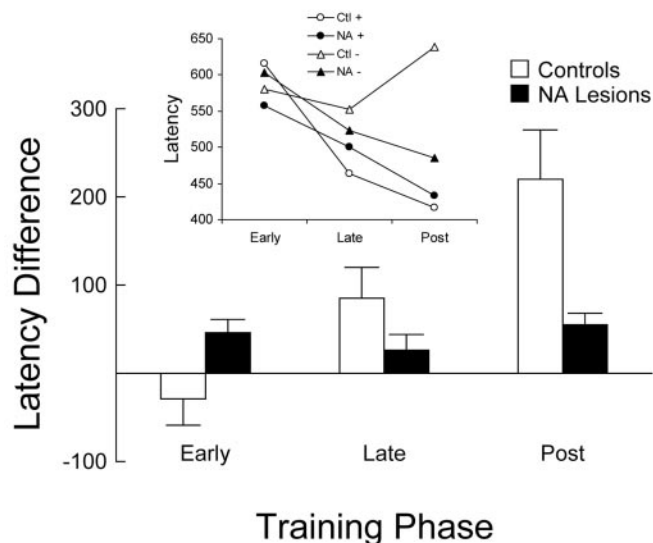 Ctl +
NA +
Ctl -
NA -
650
600
550
500
450
400
Latency
Early Late Post
Controls
NA Lesions
300
200
100
-100
Latency Difference
Early Late Post
Training Phase